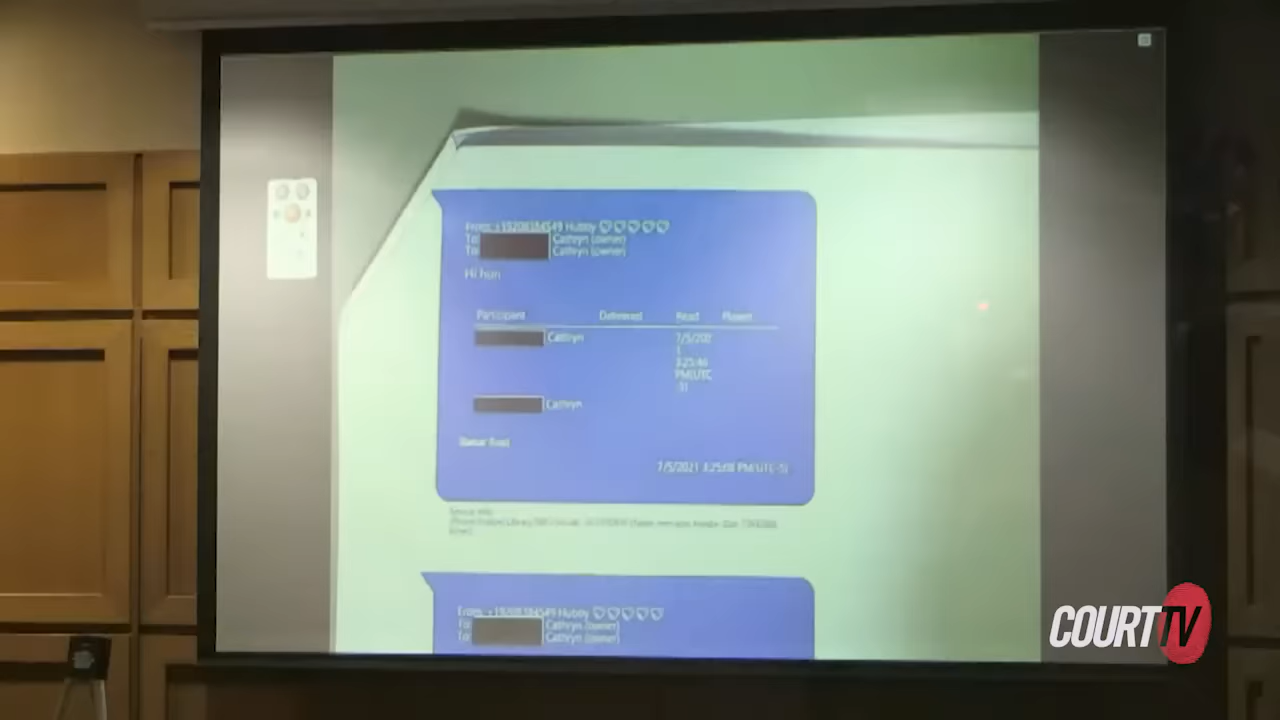 From: +19208384549 Hubby
To: Cathryn (owner)
To: Cathryn (owner)
Hi hun
Participant Delivered Read Played
Cathryn 7/5/202
1
3:25:46
PM(UTC
-5)
Cathryn
Status: Read
7/5/2021 3:25:08 PM(UTC-5)
From: +19208384549 Hubby
To: Cathryn (owner)
To: Cathryn (owner)
COURT TV